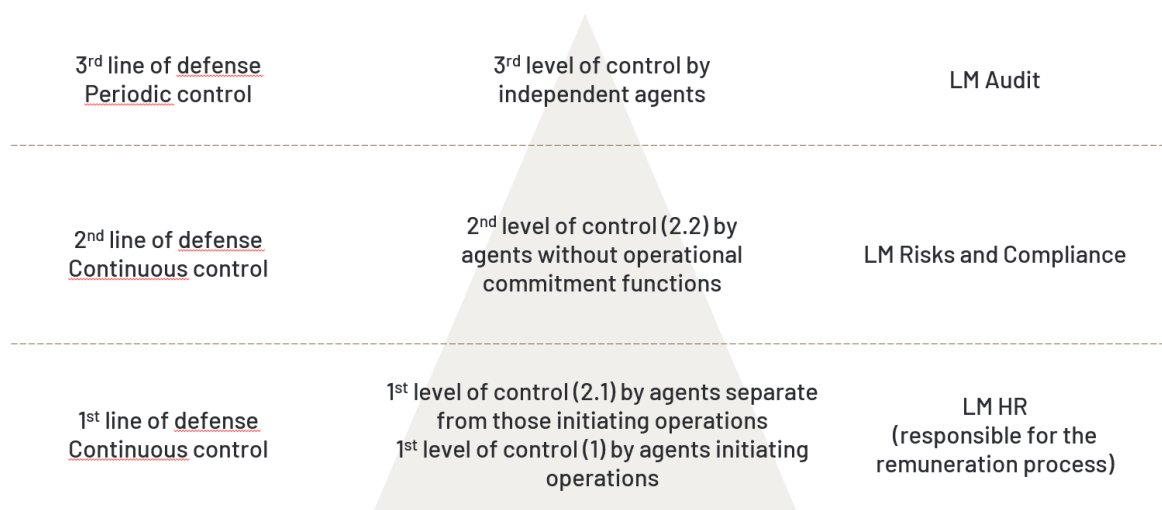 3rd line of defense
Periodic control
3rd level of control by
independent agents
LM Audit
2nd line of defense
Continuous control
2nd level of control (2.2) by
agents without operational
commitment functions
LM Risks and Compliance
1st line of defense
Continuous control
1st level of control (2.1) by agents separate
from those initiating operations
1st level of control (1) by agents initiating
operations
LM HR
(responsible for the
remuneration process)